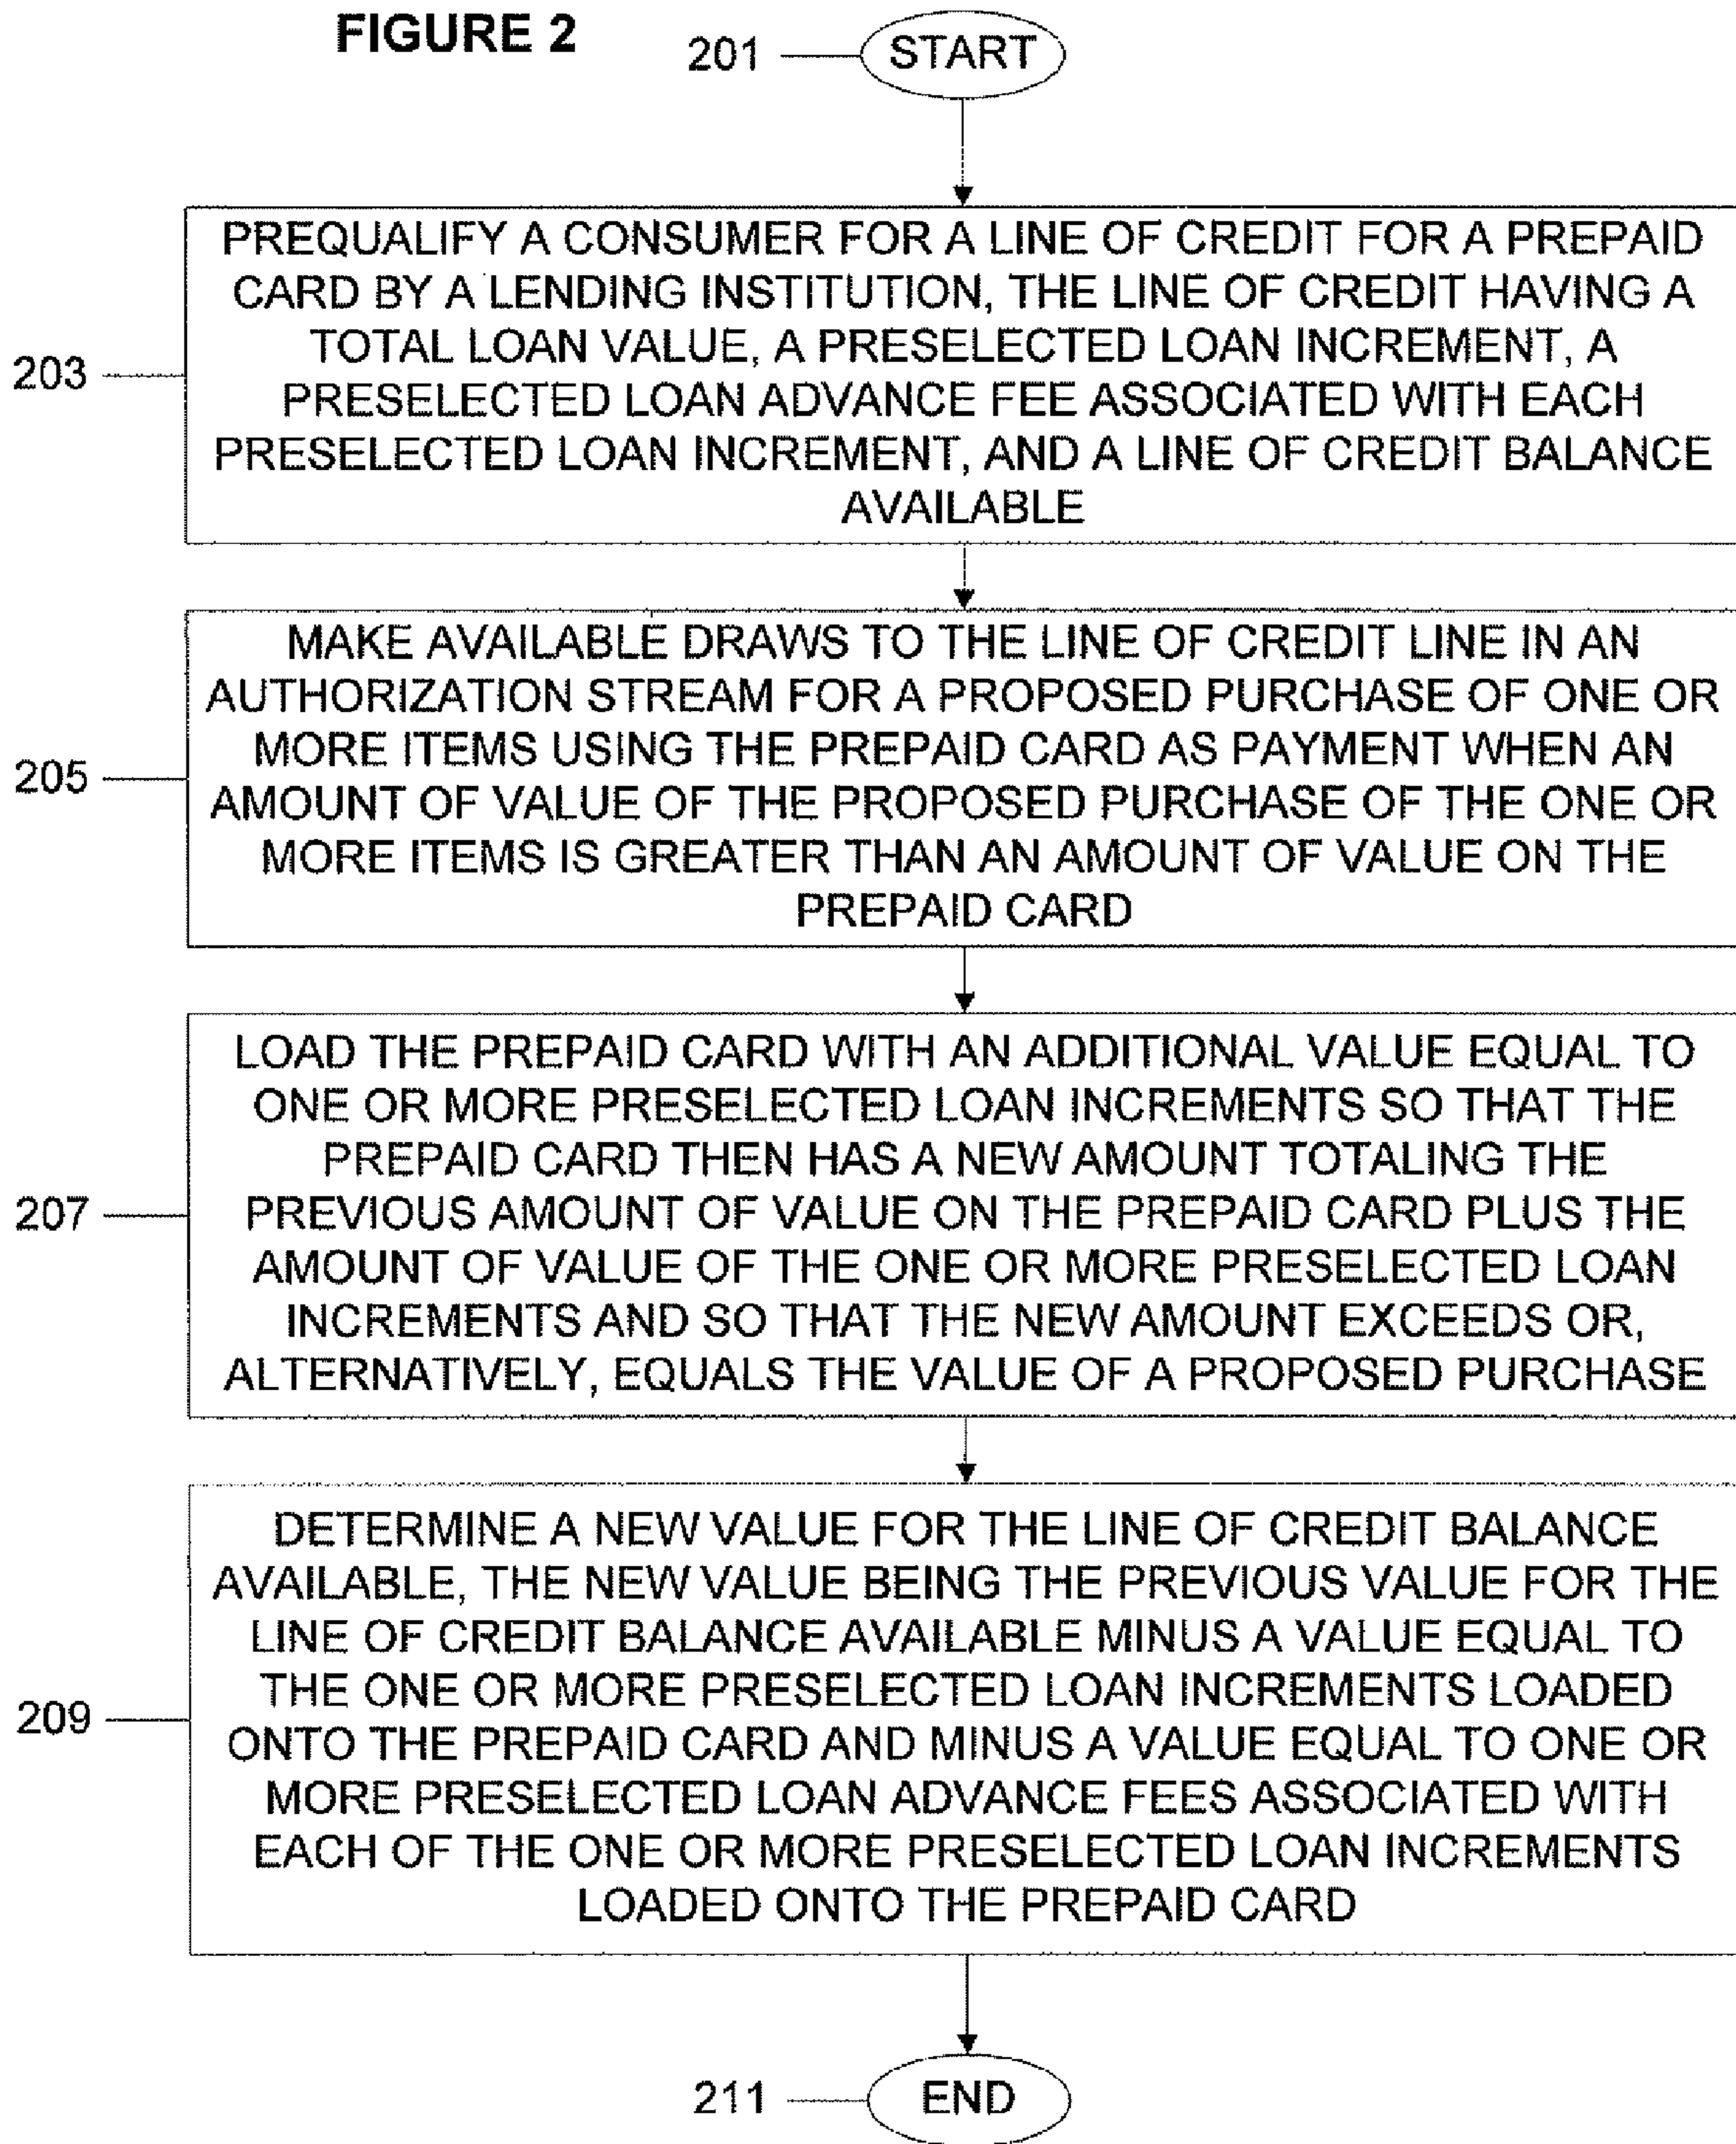 FIGURE 2
201
START
203
PREQUALIFY A CONSUMER FOR A LINE OF CREDIT FOR A PREPAID
CARD BY A LENDING INSTITUTION, THE LINE OF CREDIT HAVING A
TOTAL LOAN VALUE, A PRESELECTED LOAN INCREMENT, A
PRESELECTED LOAN ADVANCE FEE ASSOCIATED WITH EACH
PRESELECTED LOAN INCREMENT, AND A LINE OF CREDIT BALANCE
AVAILABLE
205
MAKE AVAILABLE DRAWS TO THE LINE OF CREDIT LINE IN AN
AUTHORIZATION STREAM FOR A PROPOSED PURCHASE OF ONE OR
MORE ITEMS USING THE PREPAID CARD AS PAYMENT WHEN AN
AMOUNT OF VALUE OF THE PROPOSED PURCHASE OF THE ONE OR
MORE ITEMS IS GREATER THAN AN AMOUNT OF VALUE ON THE
PREPAID CARD
207
LOAD THE PREPAID CARD WITH AN ADDITIONAL VALUE EQUAL TO
ONE OR MORE PRESELECTED LOAN INCREMENTS SO THAT THE
PREPAID CARD THEN HAS A NEW AMOUNT TOTALING THE
PREVIOUS AMOUNT OF VALUE ON THE PREPAID CARD PLUS THE
AMOUNT OF VALUE OF THE ONE OR MORE PRESELECTED LOAN
INCREMENTS AND SO THAT THE NEW AMOUNT EXCEEDS OR,
ALTERNATIVELY, EQUALS THE VALUE OF A PROPOSED PURCHASE
209
DETERMINE A NEW VALUE FOR THE LINE OF CREDIT BALANCE
AVAILABLE, THE NEW VALUE BEING THE PREVIOUS VALUE FOR THE
LINE OF CREDIT BALANCE AVAILABLE MINUS A VALUE EQUAL TO
THE ONE OR MORE PRESELECTED LOAN INCREMENTS LOADED
ONTO THE PREPAID CARD AND MINUS A VALUE EQUAL TO ONE OR
MORE PRESELECTED LOAN ADVANCE FEES ASSOCIATED WITH
EACH OF THE ONE OR MORE PRESELECTED LOAN INCREMENTS
LOADED ONTO THE PREPAID CARD
211
END